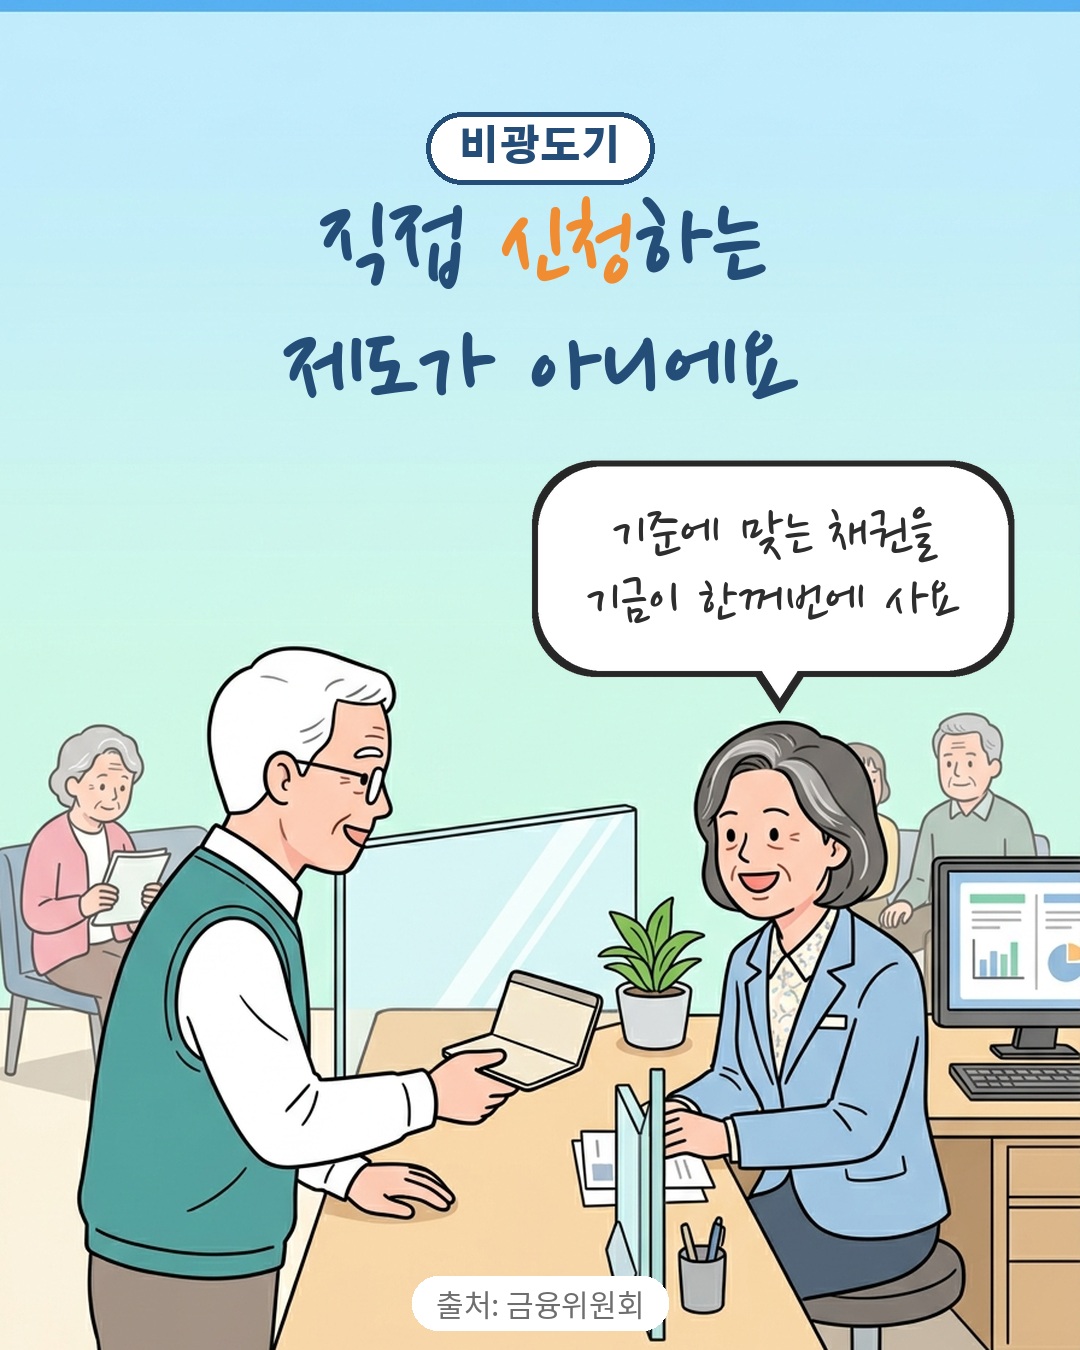 비광도기
직접 신청하는
제도가 아니에요
기준에 맞는 채권을
기금이 한꺼번에 사요
출처: 금융위원회